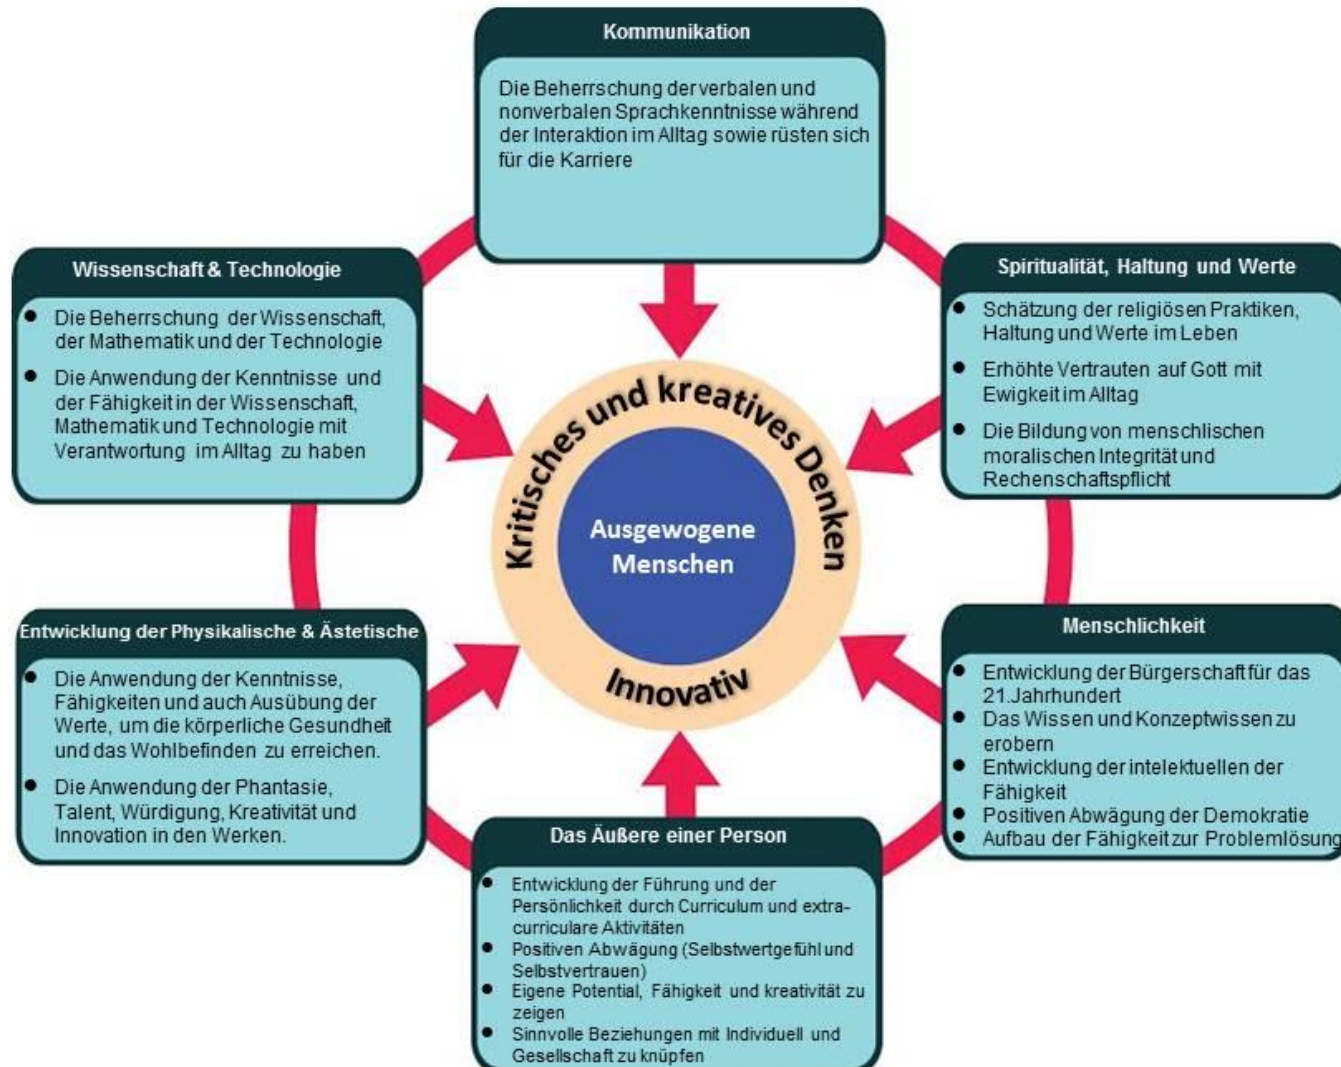 Kommunikation
Die Beherrschung der verbalen und
nonverbalen Sprachkenntnisse während
der Interaktion im Alltag sowie rüsten sich
für die Karriere
Wissenschaft & Technologie
• Die Beherrschung der Wissenschaft,
der Mathematik und der Technologie
• Die Anwendung der Kenntnisse und
der Fähigkeit in der Wissenschaft,
Mathematik und Technologie mit
Verantwortung im Alltag zu haben
Spiritualität, Haltung und Werte
• Schätzung der religiösen Praktiken,
Haltung und Werte im Leben
• Erhöhte Vertrauten auf Gott mit
Ewigkeit im Alltag
• Die Bildung von menschlischen
moralischen Integrität und
Rechenschaftspflicht
Kritisches und kreatives Denken
Ausgewogene
Menschen
Innovativ
Entwicklung der Physikalische & Ästetische
• Die Anwendung der Kenntnisse,
Fähigkeiten und auch Ausübung der
Werte, um die körperliche Gesundheit
und das Wohlbefinden zu erreichen.
• Die Anwendung der Phantasie,
Talent, Würdigung, Kreativität und
Innovation in den Werken.
Menschlichkeit
• Entwicklung der Bürgerschaft für das
21.Jahrhundert
• Das Wissen und Konzeptwissen zu
erobern
• Entwicklung der intelektuellen der
Fähigkeit
• Positiven Abwägung der Demokratie
• Aufbau der Fähigkeit zur Problemlösung
Das Äußere einer Person
• Entwicklung der Führung und der
Persönlichkeit durch Curriculum und extra-
curriculare Aktivitäten
• Positiven Abwägung (Selbstwertgefühl und
Selbstvertrauen)
• Eigene Potential, Fähigkeit und kreativität zu
zeigen
• Sinnvolle Beziehungen mit Individuell und
Gesellschaft zu knüpfen